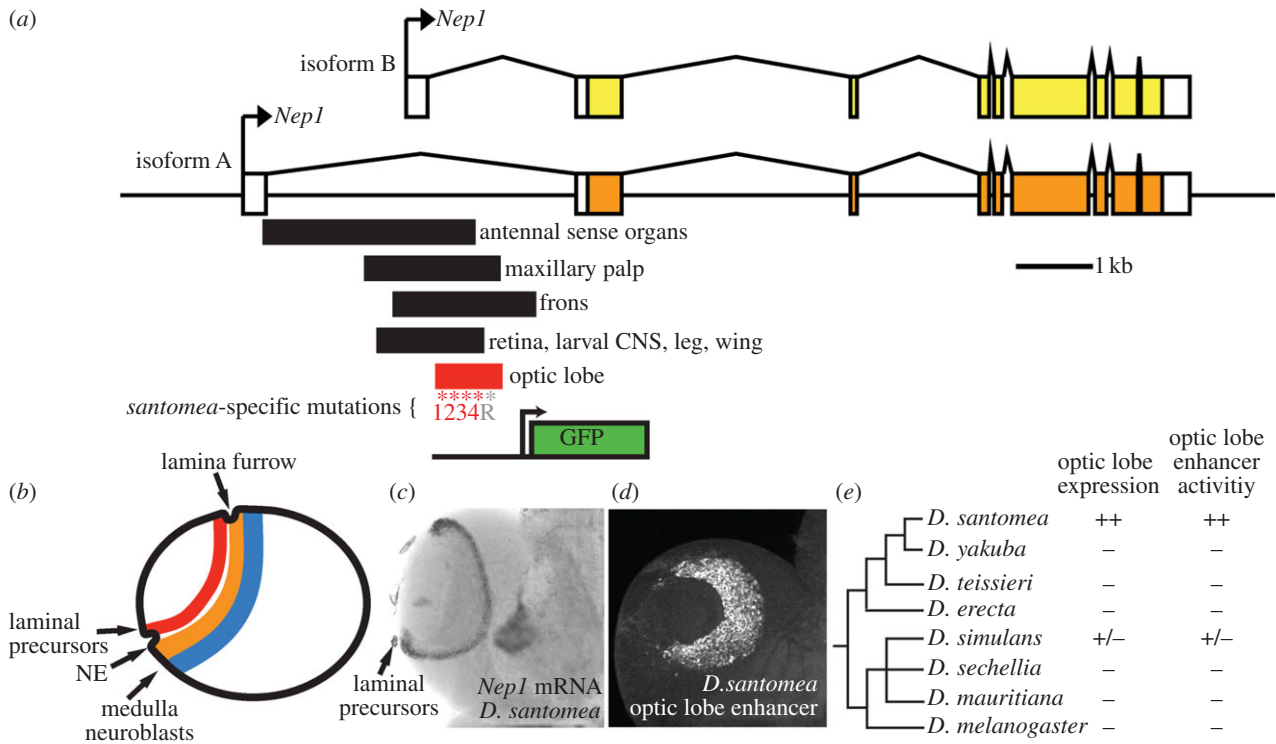 (a)
Nep1
isoform B
Nep1
isoform A
antennal sense organs
maxillary palp
1 kb
frons
retina, larval CNS, leg, wing
optic lobe
*****
santomea-specific mutations {
1234R
GFP
(b)
lamina furrow
laminal
precursors
NE
medulla
neuroblasts
(c)
laminal
precursors
Nep1 mRNA
D. santomea
(d)
D.santomea
optic lobe enhancer
(e)
optic lobe
expression
optic lobe
enhancer
activitiy
D. santomea ++ ++
D. yakuba – –
D. teissieri – –
D. erecta – –
D. simulans +/– +/–
D. sechellia – –
D. mauritiana – –
D. melanogaster – –